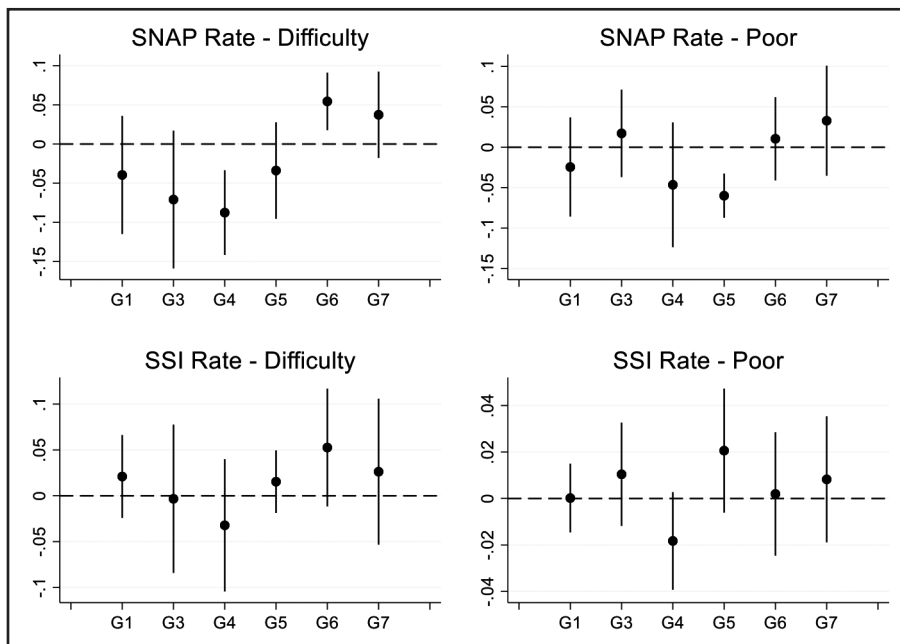 SNAP Rate - Difficulty
.1
.05
0
-.05
-.1
-.15
G1 G3 G4 G5 G6 G7
SNAP Rate - Poor
.1
.05
0
-.05
-.1
-.15
G1 G3 G4 G5 G6 G7
SSI Rate - Difficulty
.1
.05
0
-.05
-.1
G1 G3 G4 G5 G6 G7
SSI Rate - Poor
.04
.02
0
-.02
-.04
G1 G3 G4 G5 G6 G7